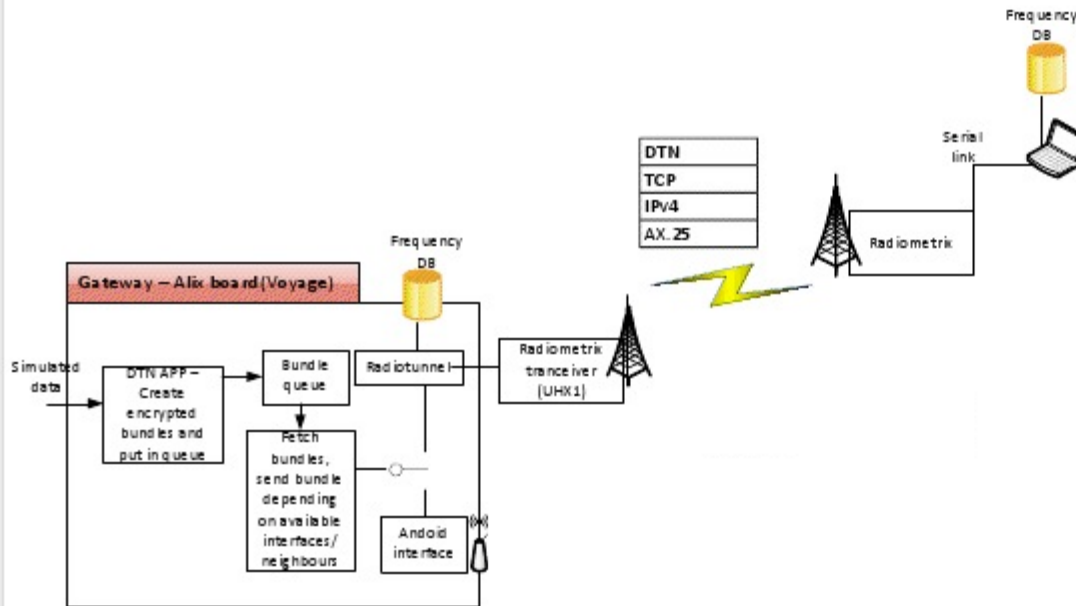 Frequency
DB
Serial
link
DTN
TCP
IPv4
AX.25
Radiometrix
Frequency
DB
Gateway – Alix board(Voyage)
Simulated
data
DTN APP –
Create
encrypted
bundles and
put in queue
Bundle
queue
Radiotunnel
Radiometrix
tranceiver
(UHX1)
Fetch
bundles,
send bundle
depending
on available
interfaces/
neighbours
Andoid
interface